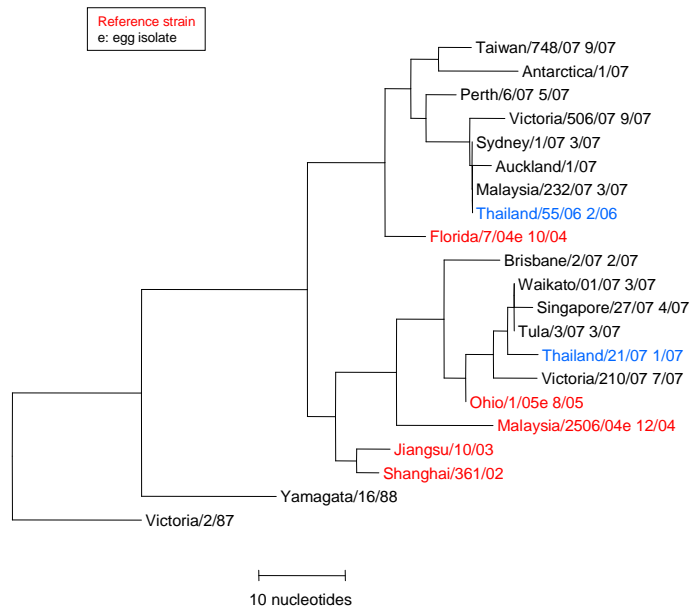 Reference strain
e: egg isolate
Taiwan/748/07 9/07
Antarctica/1/07
Perth/6/07 5/07
Victoria/506/07 9/07
Sydney/1/07 3/07
Auckland/1/07
Malaysia/232/07 3/07
Thailand/55/06 2/06
Florida/7/04e 10/04
Brisbane/2/07 2/07
Waikato/01/07 3/07
Singapore/27/07 4/07
Tula/3/07 3/07
Thailand/21/07 1/07
Victoria/210/07 7/07
Ohio/1/05e 8/05
Malaysia/2506/04e 12/04
Jiangsu/10/03
Shanghai/361/02
Yamagata/16/88
Victoria/2/87
10 nucleotides